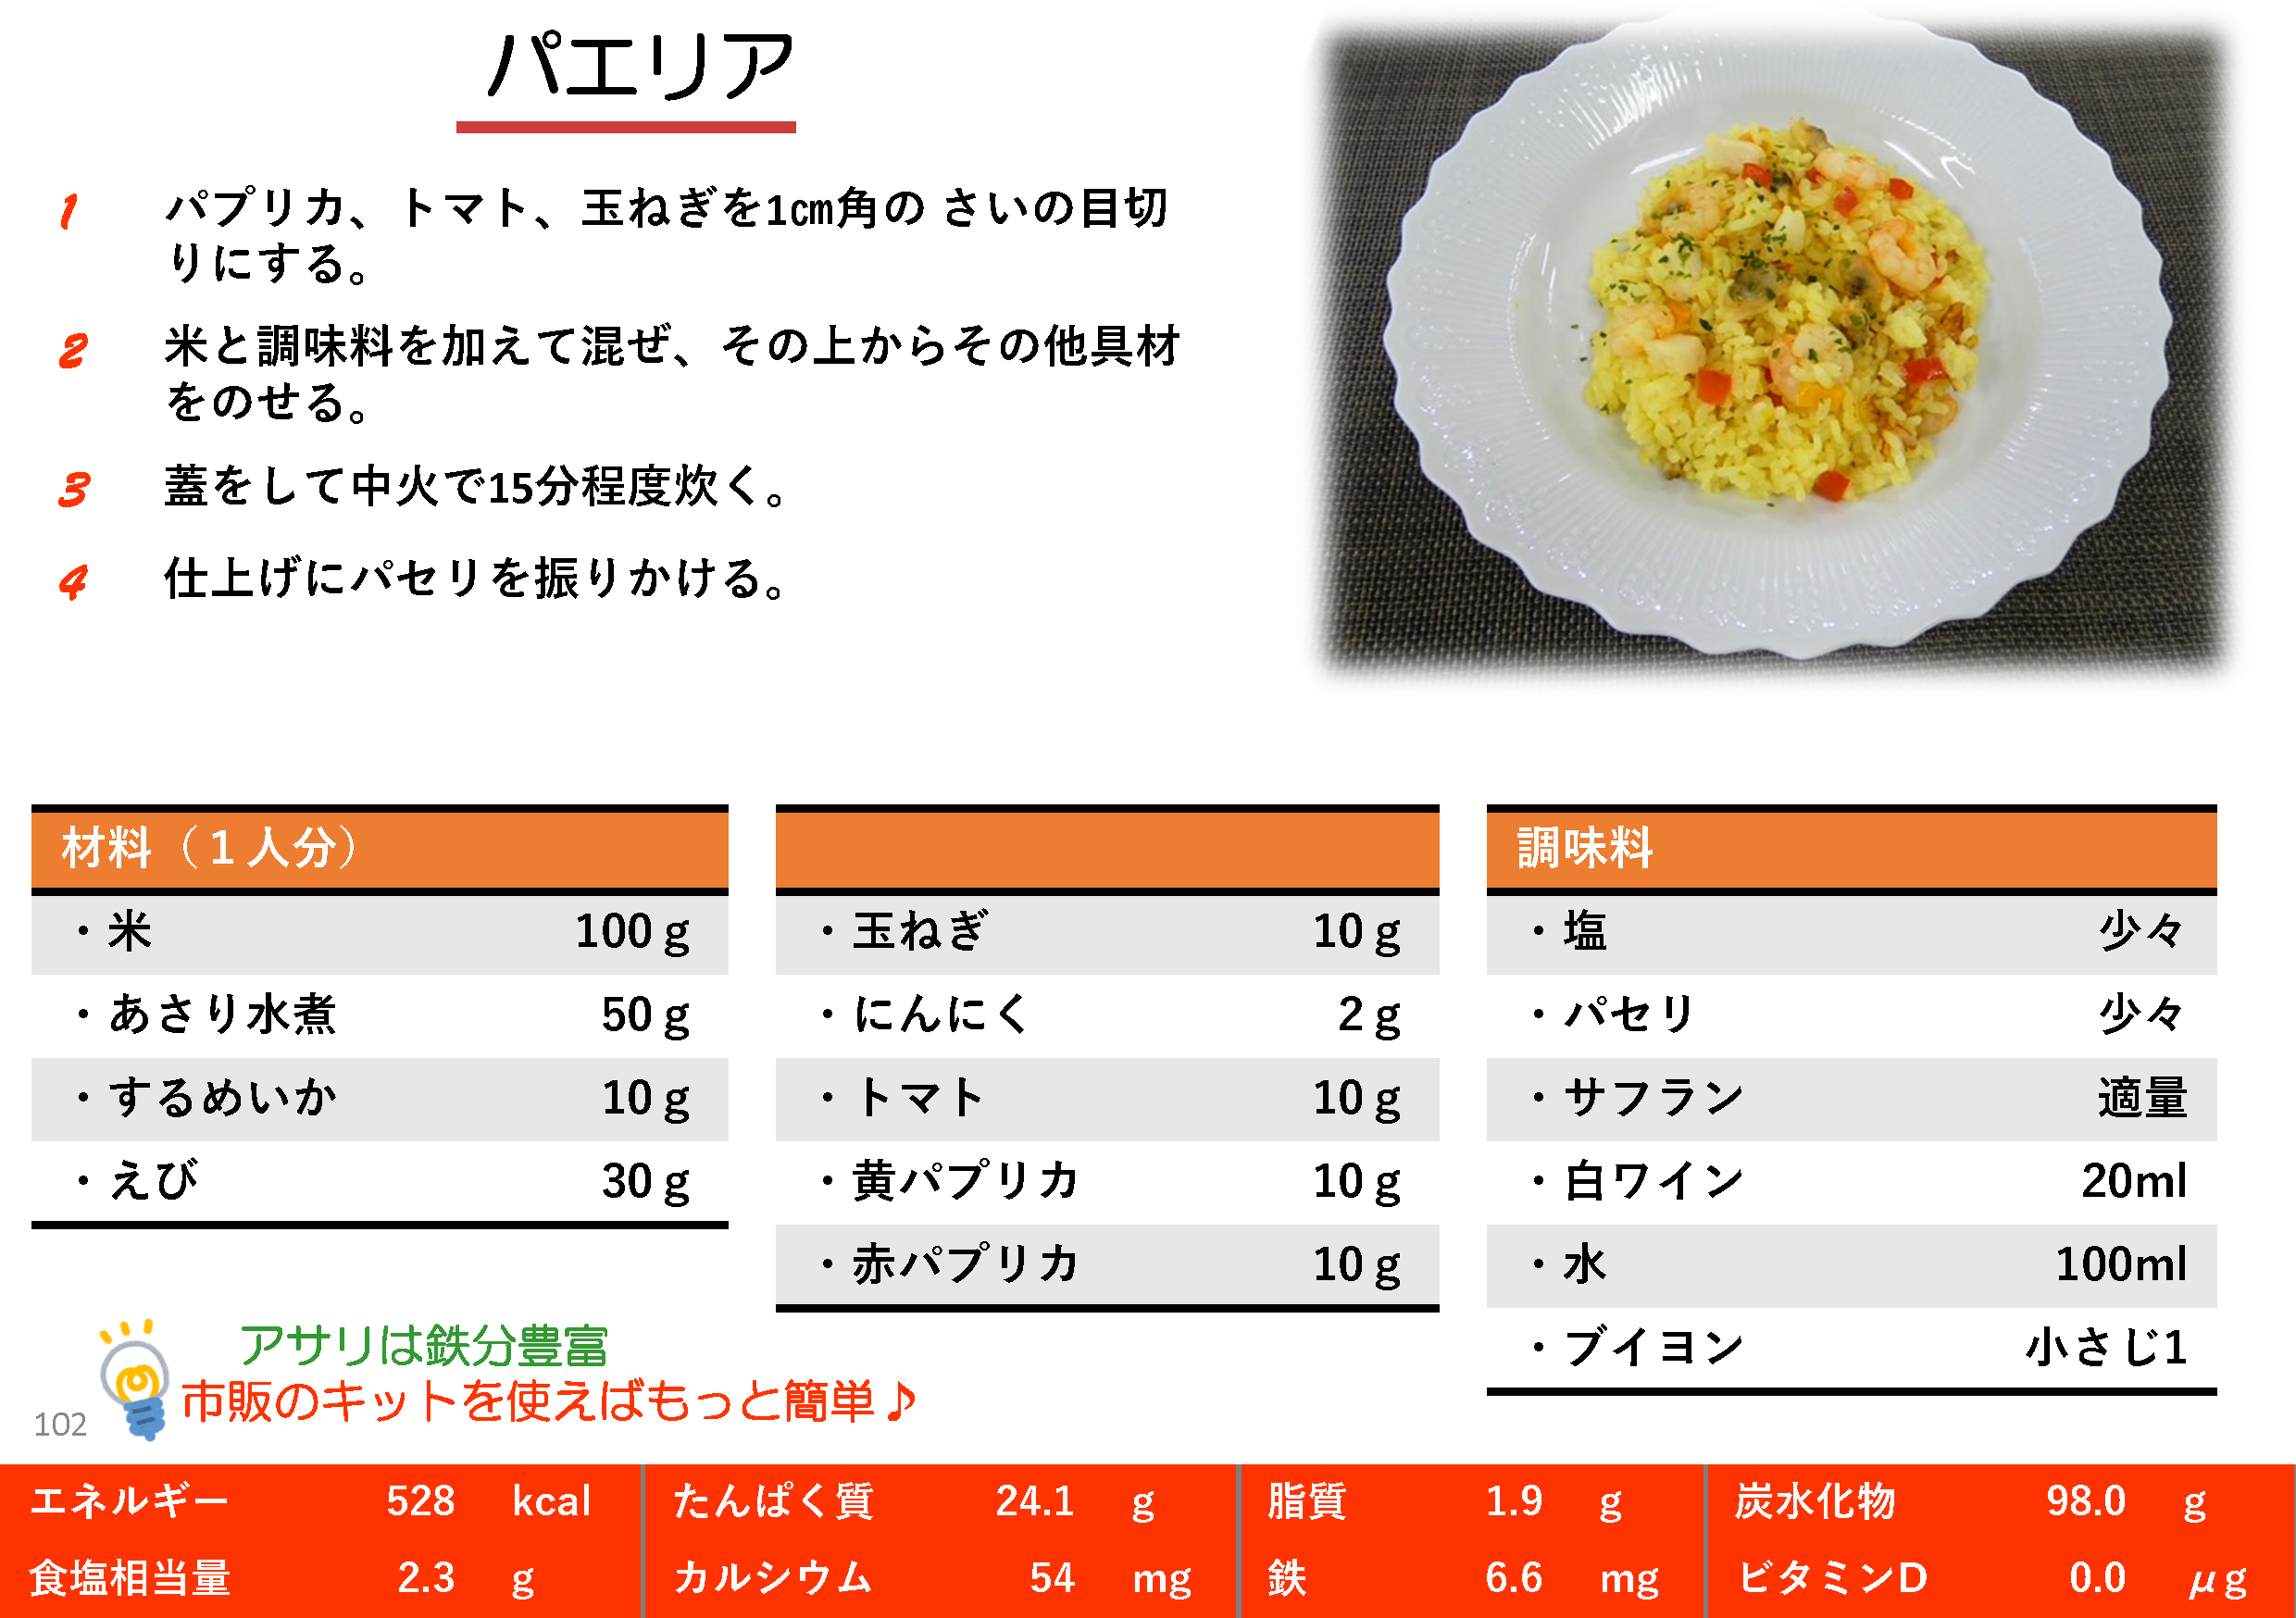 パエリア
1 パプリカ、トマト、玉ねぎを1㎝角の さいの目切
りにする。
2 米と調味料を加えて混ぜ、その上からその他具材
をのせる。
3 蓋をして中火で15分程度炊く。
4 仕上げにパセリを振りかける。
材料（１人分）
・米 100ｇ
・あさり水煮 50ｇ
・するめいか 10ｇ
・えび 30ｇ
・玉ねぎ 10ｇ
・にんにく 2ｇ
・トマト 10ｇ
・黄パプリカ 10ｇ
・赤パプリカ 10ｇ
調味料
・塩 少々
・パセリ 少々
・サフラン 適量
・白ワイン 20ml
・水 100ml
・ブイヨン 小さじ1
アサリは鉄分豊富
市販のキットを使えばもっと簡単♪
102
エネルギー 528 kcal たんぱく質 24.1 g 脂質 1.9 g 炭水化物 98.0 g
食塩相当量 2.3 g カルシウム 54 mg 鉄 6.6 mg ビタミンD 0.0 μg